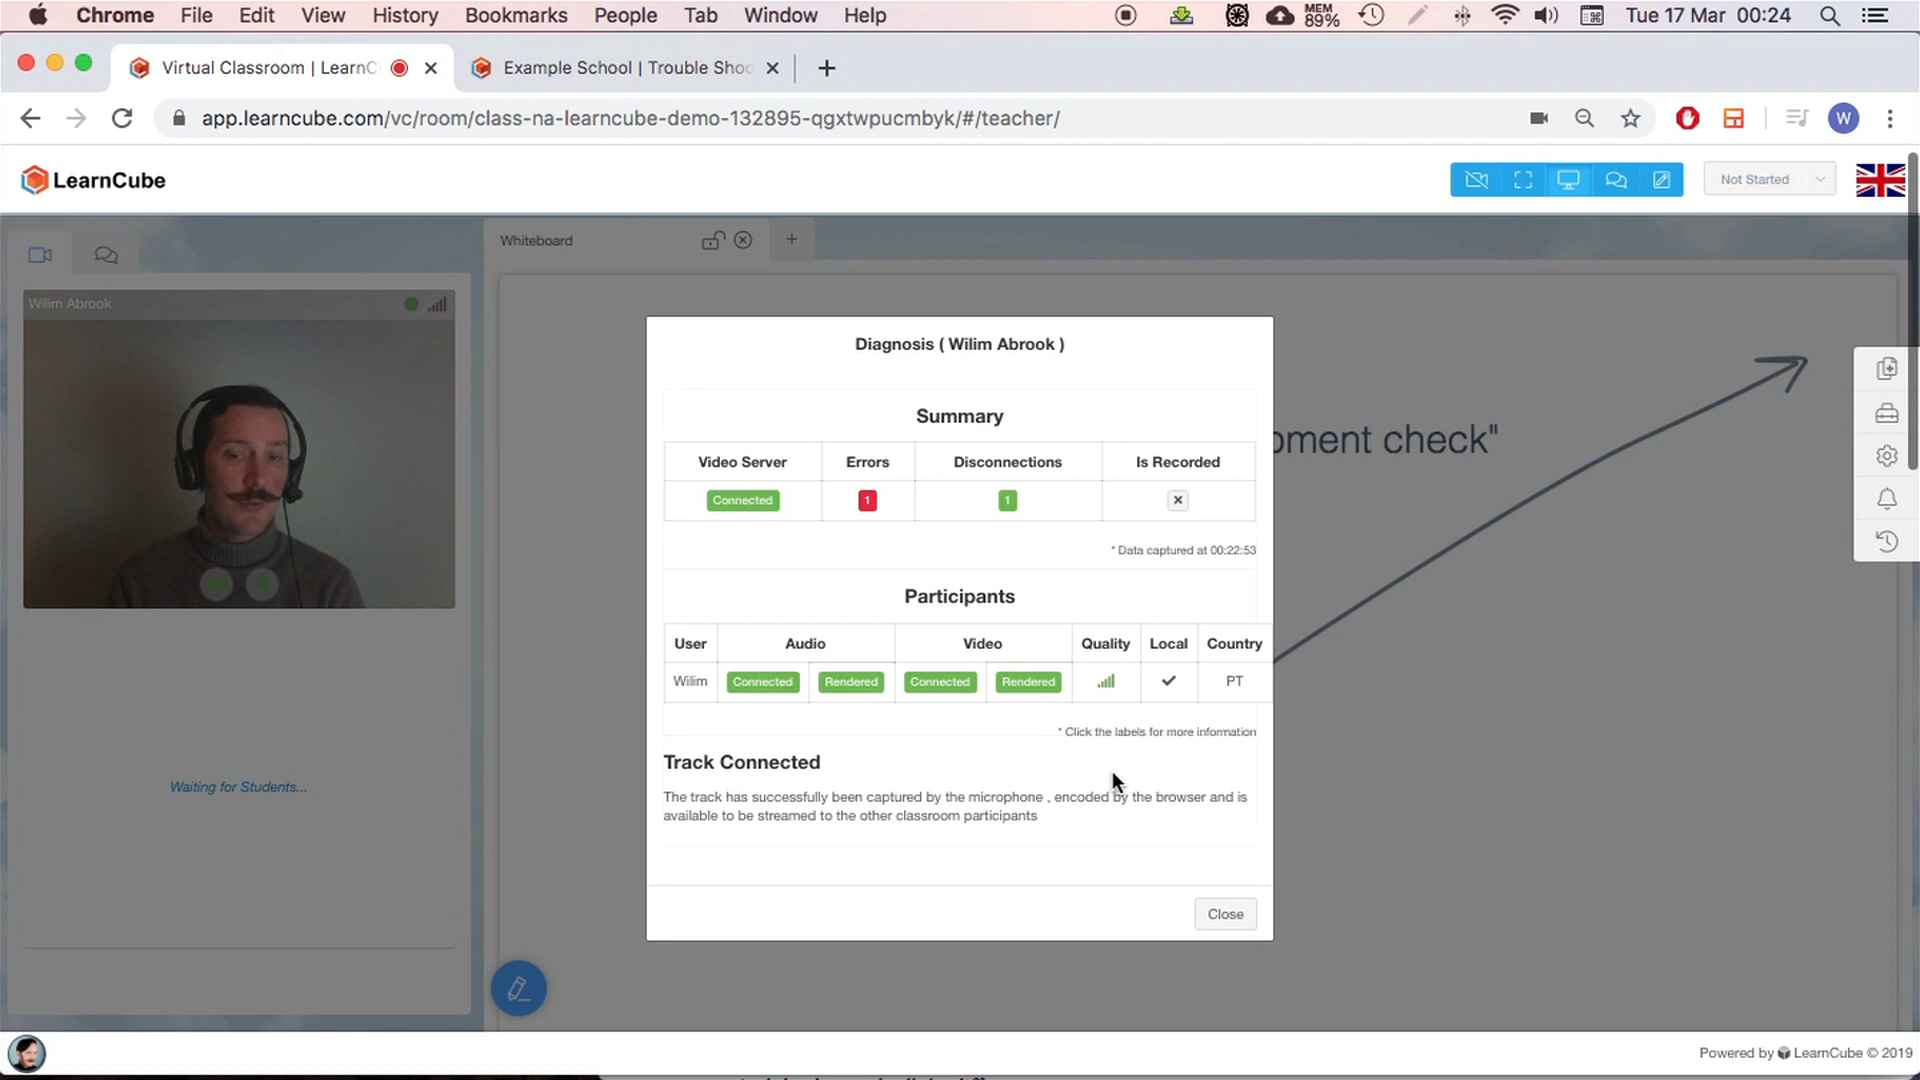 Chrome File Edit View History Bookmarks People Tab Window Help MEM 89% Tue 17 Mar 00:24
Virtual Classroom | LearnC Example School | Trouble Shoo
app.learncube.com/vc/room/class-na-learncube-demo-132895-qgxtwpucmbyk/#/teacher/ W
LearnCube Not Started
Whiteboard
Wilim Abrook
Diagnosis ( Wilim Abrook )
Summary
pment check"
Video Server Errors Disconnections Is Recorded
Connected 1 1
* Data captured at 00:22:53
Participants
User Audio Video Quality Local Country
Wilim Connected Rendered Connected Rendered PT
* Click the labels for more information
Track Connected
Waiting for Students...
The track has successfully been captured by the microphone , encoded by the browser and is
available to be streamed to the other classroom participants
Close
Powered by LearnCube © 2019